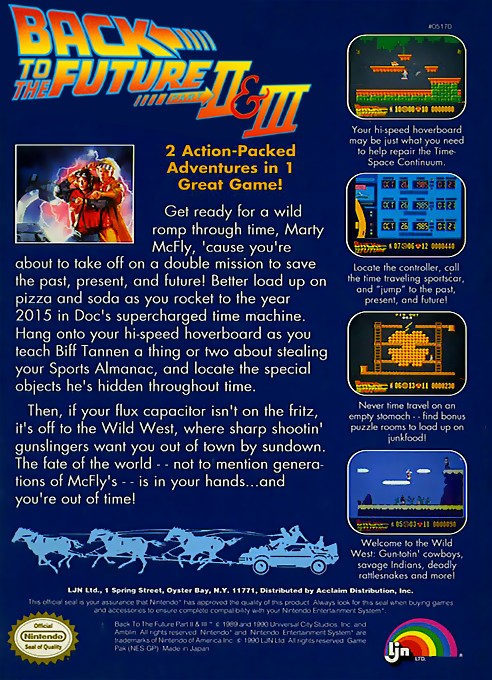 BACK
TO THE FUTURE
PART II & III
#0517D
2 Action-Packed
Adventures in 1
Great Game!
Get ready for a wild
romp through time, Marty
McFly, 'cause you're
about to take off on a double mission to save
the past, present, and future! Better load up on
pizza and soda as you rocket to the year
2015 in Doc's supercharged time machine.
Hang onto your hi-speed hoverboard as you
teach Biff Tannen a thing or two about stealing
your Sports Almanac, and locate the special
objects he's hidden throughout time.
Then, if your flux capacitor isn't on the fritz,
it's off to the Wild West, where sharp shootin'
gunslingers want you out of town by sundown.
The fate of the world -- not to mention genera-
tions of McFly's -- is in your hands...and
you're out of time!
Your hi-speed hoverboard
may be just what you need
to help repair the Time-
Space Continuum.
OCT 26 1985
OCT 26 1985
OCT 26 1985
Locate the controller, call
the time traveling sportscar,
and "jump" to the past,
present, and future!
Never time travel on an
empty stomach -- find bonus
puzzle rooms to load up on
junkfood!
Welcome to the Wild
West: Gun-totin' cowboys,
savage Indians, deadly
rattlesnakes and more!
LJN Ltd., 1 Spring Street, Oyster Bay, N.Y. 11771, Distributed by Acclaim Distribution, Inc.
This official seal is your assurance that Nintendo® has approved the quality of this product. Always look for this seal when buying games
and accessories to ensure complete compatibility with your Nintendo Entertainment System®.
Official
Nintendo
Seal of Quality
Back To The Future Part II & III ™ © 1989 and 1990 Universal City Studios, Inc. and
Amblin. All rights reserved. Nintendo® and Nintendo Entertainment System® are
trademarks of Nintendo of America Inc. © 1990 LJN Ltd. All rights reserved. Game
Pak (NES-GP). Made in Japan
LJN
LTD.